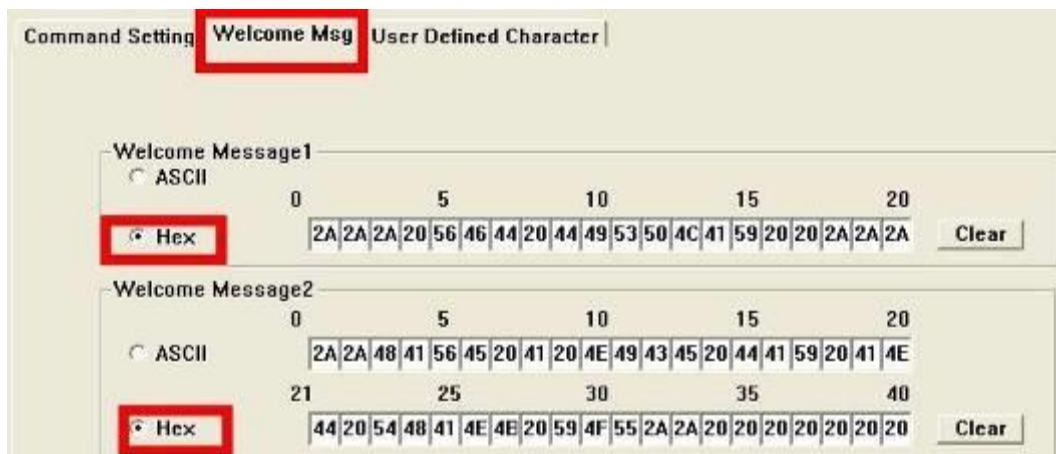 Command Setting Welcome Msg User Defined Character
Welcome Message1
ASCII
0 5 10 15 20
Hex 2A 2A 2A 20 56 46 44 20 44 49 53 50 4C 41 59 20 20 2A 2A 2A Clear
Welcome Message2
0 5 10 15 20
ASCII 2A 2A 48 41 56 45 20 41 20 4E 49 43 45 20 44 41 59 20 41 4E
21 25 30 35 40
Hex 44 20 54 48 41 4E 4B 20 59 4F 55 2A 2A 20 20 20 20 20 20 20 Clear